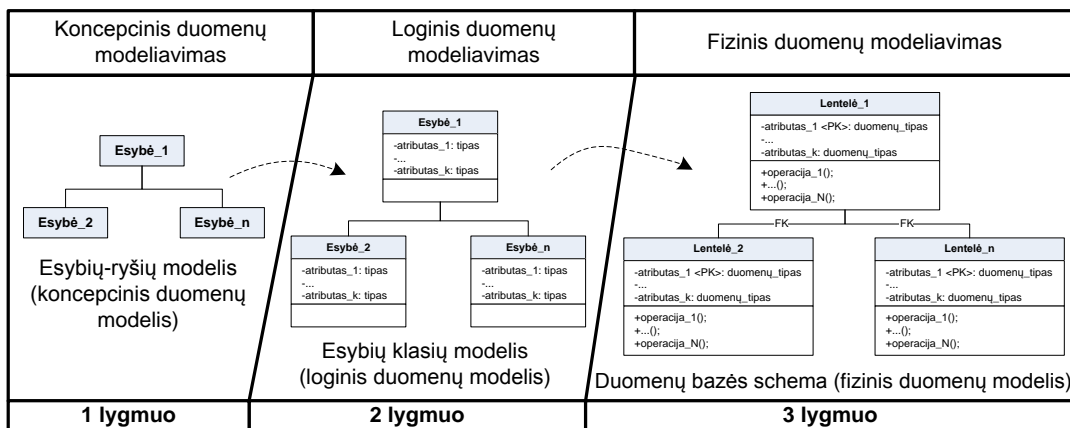 Koncepcinis duomenų
modeliavimas
Loginis duomenų
modeliavimas
Fizinis duomenų modeliavimas
Esybė_1
Esybė_2
Esybė_n
Esybių-ryšių modelis
(koncepcinis duomenų
modelis)
Esybė_1
-atributas_1: tipas
-...
-atributas_k: tipas
Esybė_2
-atributas_1: tipas
-...
-atributas_k: tipas
Esybė_n
-atributas_1: tipas
-...
-atributas_k: tipas
Esybių klasių modelis
(loginis duomenų modelis)
Lentelė_1
-atributas_1 <PK>: duomenų_tipas
-...
-atributas_k: duomenų_tipas
+operacija_1();
+...();
+operacija_N();
FK
FK
Lentelė_2
-atributas_1 <PK>: duomenų_tipas
-...
-atributas_k: duomenų_tipas
+operacija_1();
+...();
+operacija_N();
Lentelė_n
-atributas_1 <PK>: duomenų_tipas
-...
-atributas_k: duomenų_tipas
+operacija_1();
+...();
+operacija_N();
Duomenų bazės schema (fizinis duomenų modelis)
1 lygmuo
2 lygmuo
3 lygmuo